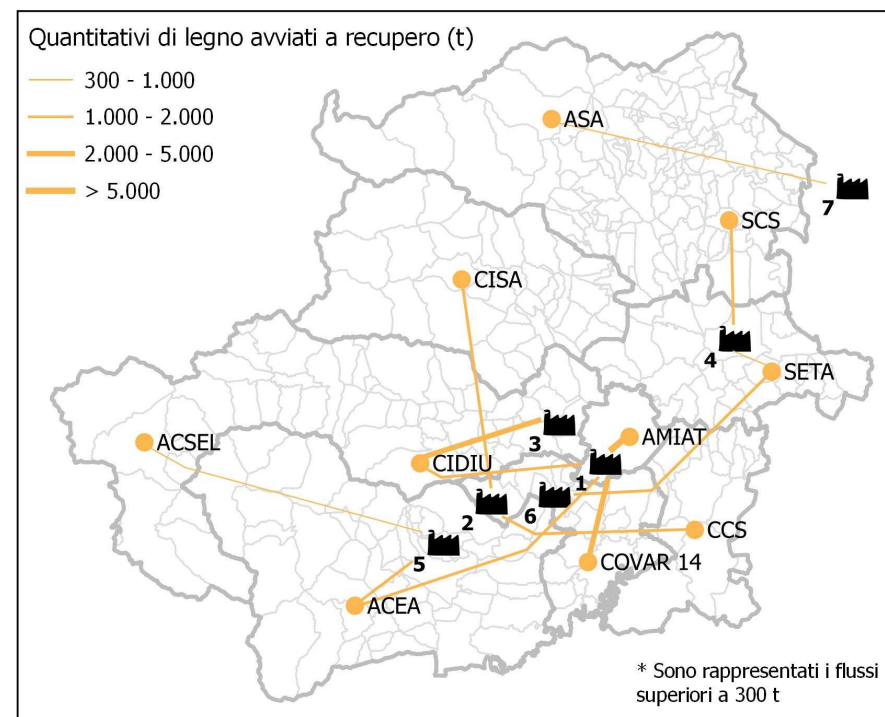 Quantitativi di legno avviati a recupero (t)
300 - 1.000
1.000 - 2.000
2.000 - 5.000
> 5.000
ASA
7
SCS
CISA
4
SETA
ACSEL
3
AMIAT
CIDIU
1
2
6
CCS
5
COVAR 14
ACEA
* Sono rappresentati i flussi
superiori a 300 t